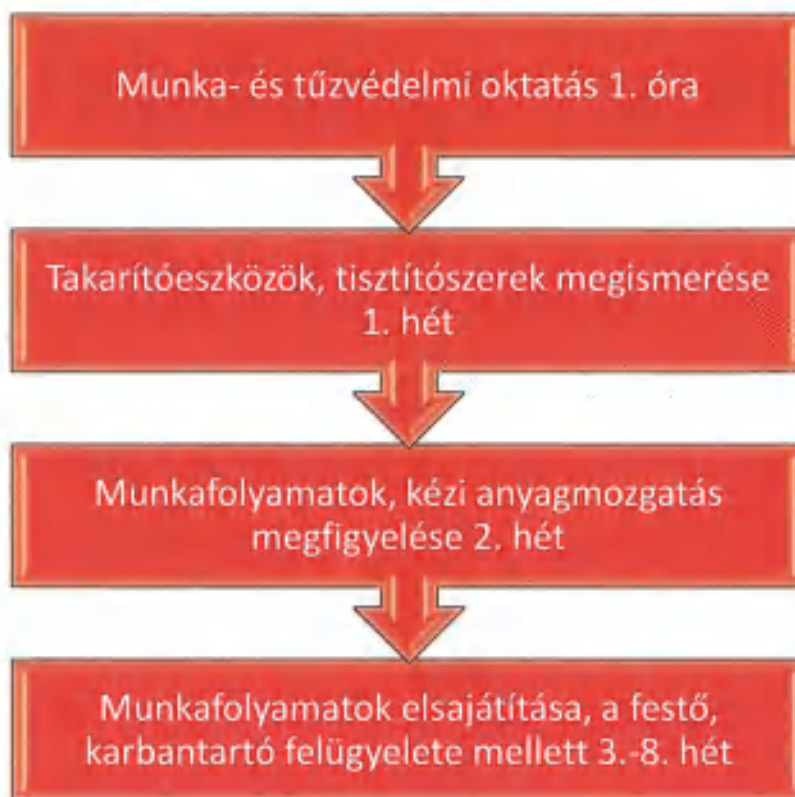 Munka- és tűzvédelmi oktatás 1. óra
Takarítóeszközök, tisztítószerek megismerése
1. hét
Munkafolyamatok, kézi anyagmozgatás
megfigyelése 2. hét
Munkafolyamatok elsajátítása, a festő,
karbantartó felügyelete mellett 3.-8. hét